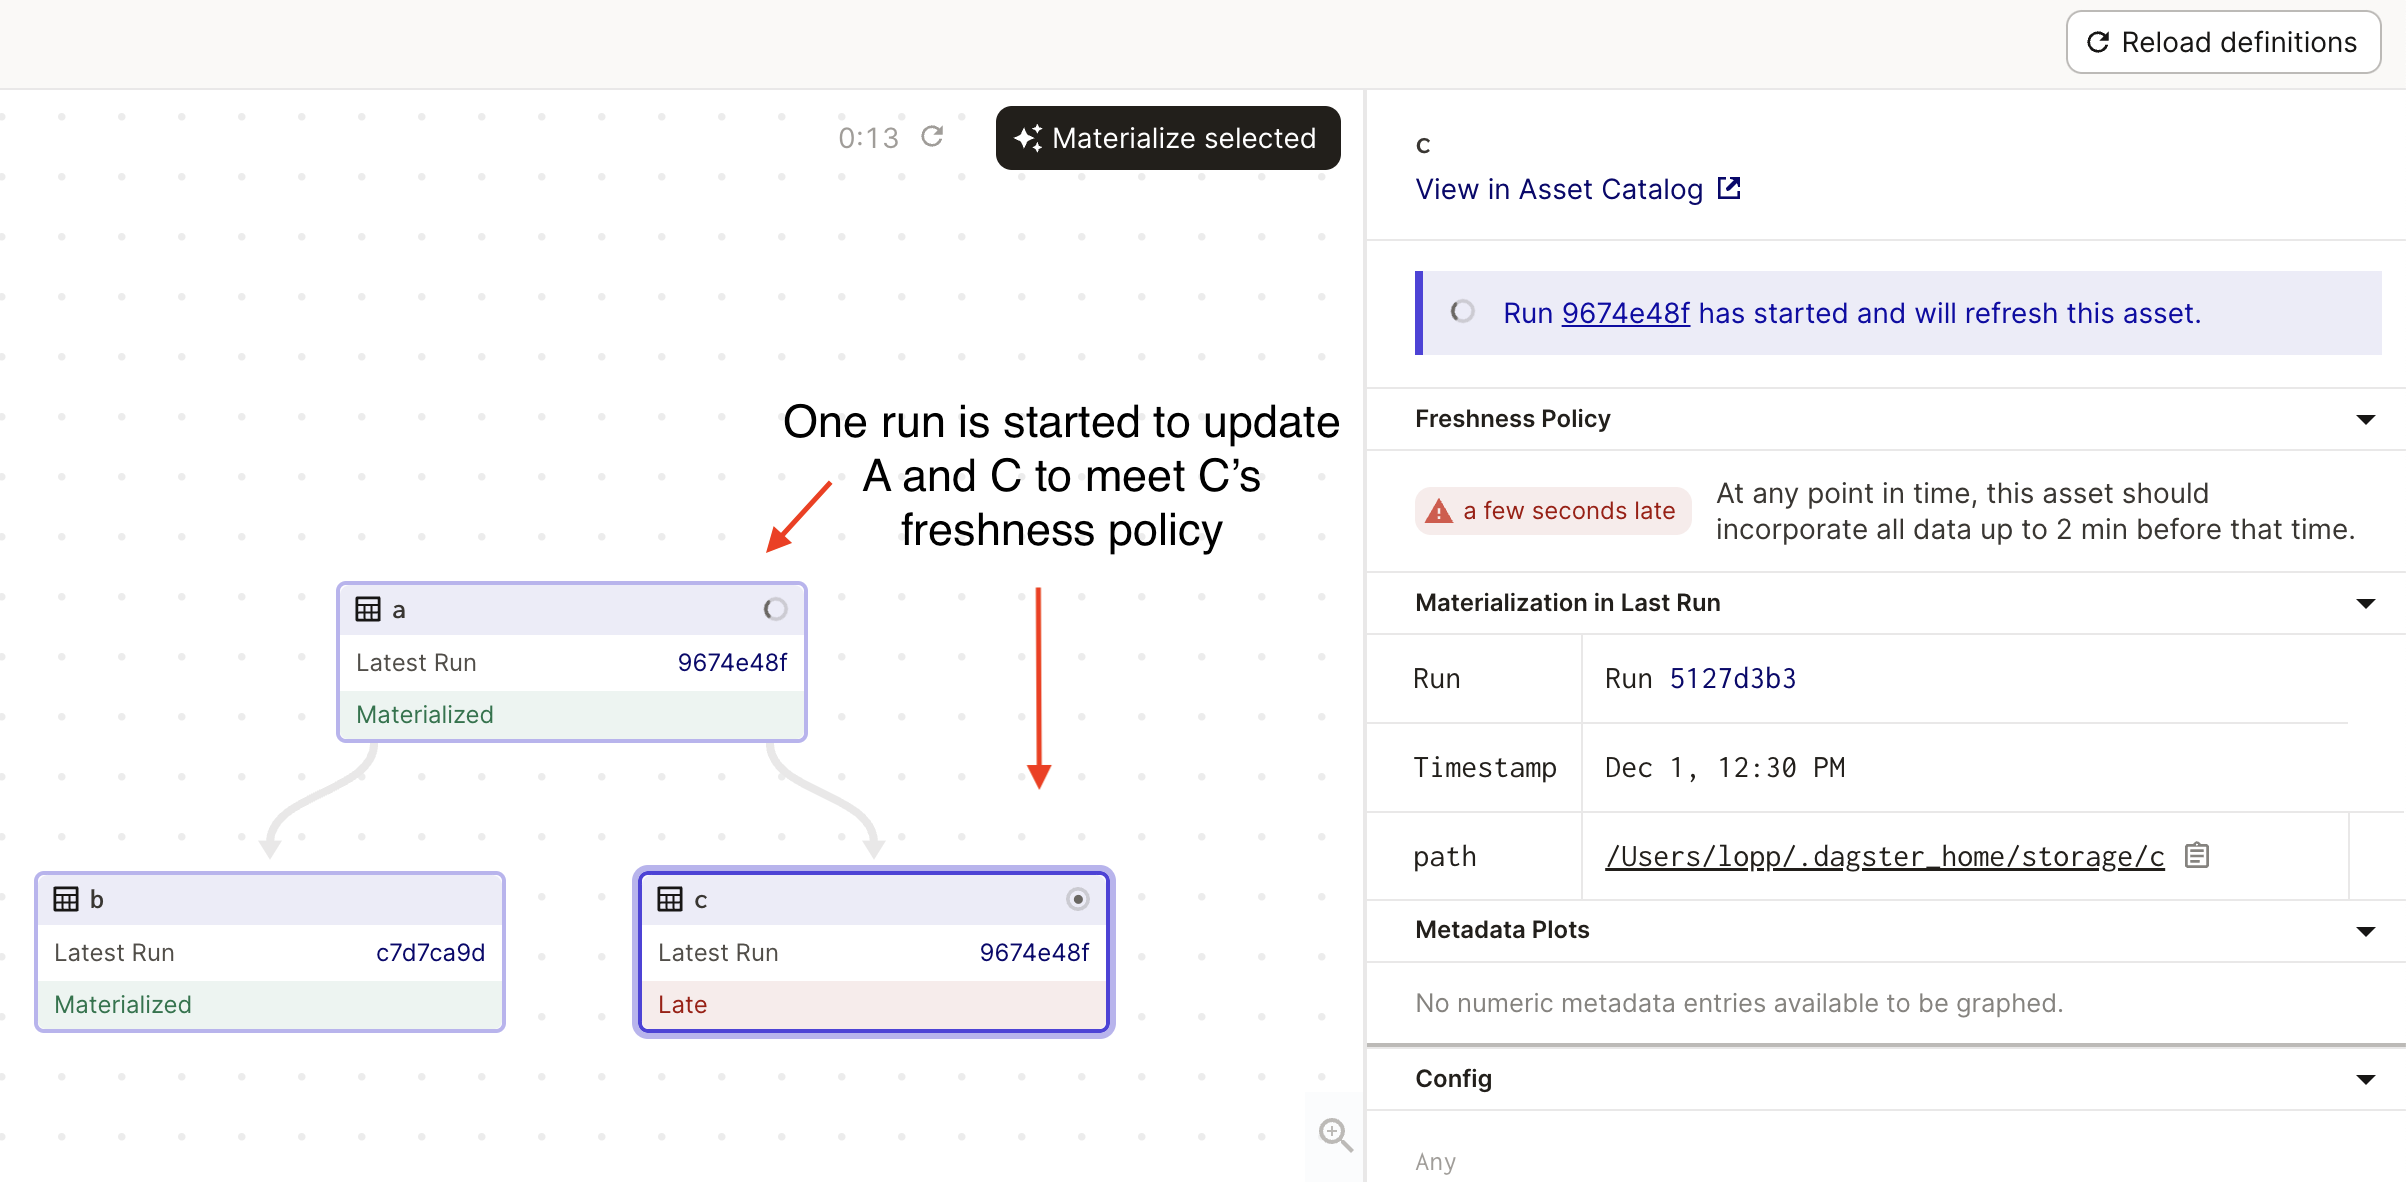 Reload definitions
0:13
Materialize selected
One run is started to update
A and C to meet C’s
freshness policy
a
Latest Run 9674e48f
Materialized
b
Latest Run c7d7ca9d
Materialized
c
Latest Run 9674e48f
Late
c
View in Asset Catalog
Run 9674e48f has started and will refresh this asset.
Freshness Policy
a few seconds late
At any point in time, this asset should
incorporate all data up to 2 min before that time.
Materialization in Last Run
Run Run 5127d3b3
Timestamp Dec 1, 12:30 PM
path /Users/lopp/.dagster_home/storage/c
Metadata Plots
No numeric metadata entries available to be graphed.
Config
Any